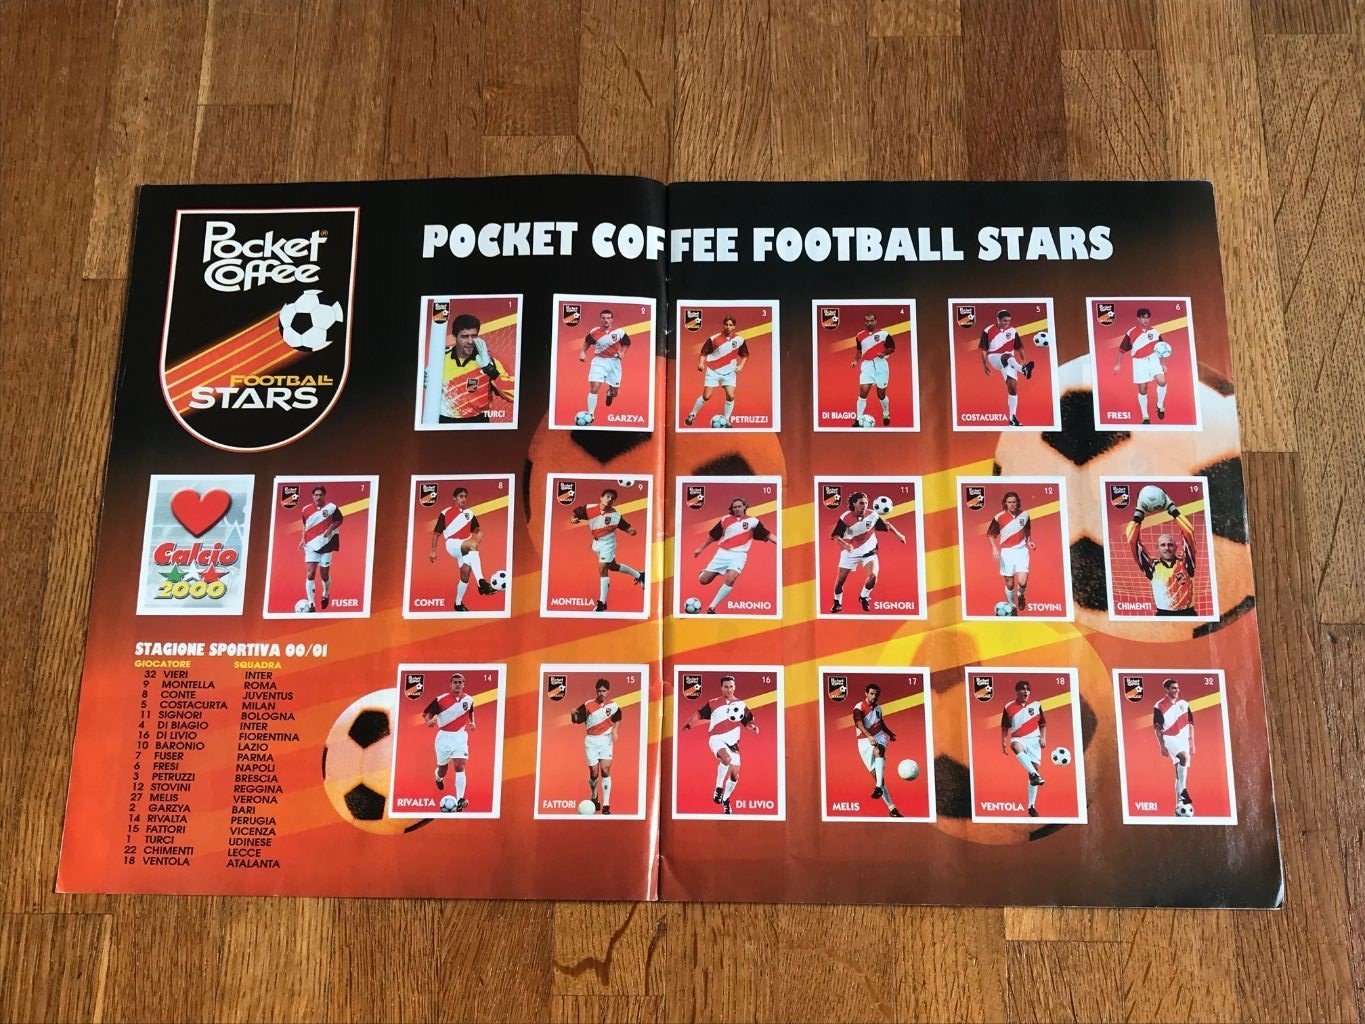 Pocket
Coffee
FOOTBALL
STARS
POCKET COFFEE FOOTBALL STARS
1
TURCI
2
GARZYA
3
PETRUZZI
4
DI BIAGIO
5
COSTACURTA
6
FRESI
Calcio
2000
7
FUSER
8
CONTE
9
MONTELLA
10
BARONIO
11
SIGNORI
12
STOVINI
19
CHIMENTI
14
RIVALTA
15
FATTORI
16
DI LIVIO
17
MELIS
18
VENTOLA
32
VIERI
STAGIONE SPORTIVA 00/01
GIOCATORE SQUADRA
32 VIERI INTER
9 MONTELLA ROMA
8 CONTE JUVENTUS
5 COSTACURTA MILAN
11 SIGNORI BOLOGNA
4 DI BIAGIO INTER
16 DI LIVIO FIORENTINA
10 BARONIO LAZIO
7 FUSER PARMA
6 FRESI NAPOLI
3 PETRUZZI BRESCIA
12 STOVINI REGGINA
27 MELIS VERONA
2 GARZYA BARI
14 RIVALTA PERUGIA
15 FATTORI VICENZA
1 TURCI UDINESE
22 CHIMENTI LECCE
18 VENTOLA ATALANTA